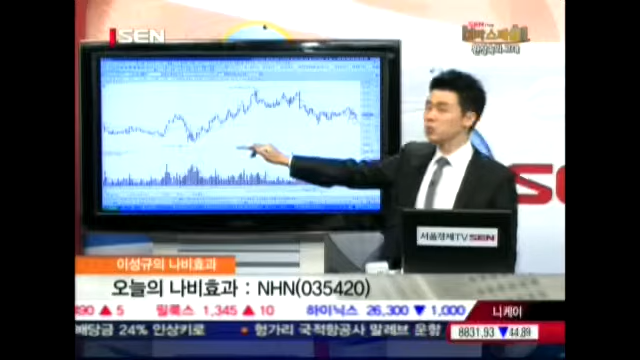 SEN
SEN
서울경제TV SEN
이성규의 나비효과
오늘의 나비효과 : NHN(035420)
▲ 5 필룩스 1,345 ▲ 10 하이닉스 26,300 ▼ 1,000 니케이
배당금 24% 인상키로 헝가리 국적항공사 말레브 운항 8831.93 ▼ 44.89